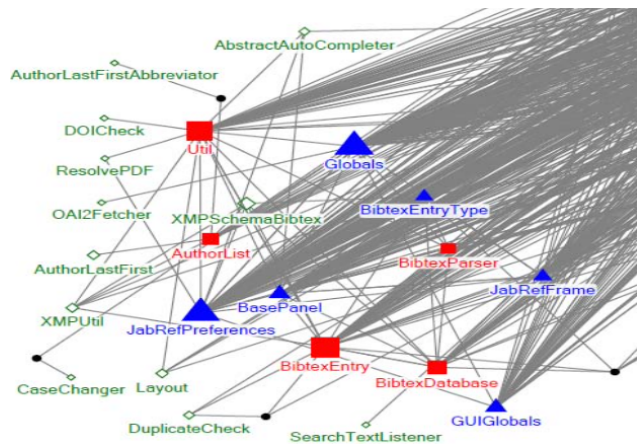 AbstractAutoCompleter
AuthorLastFirstAbbreviator
DOICheck
Util
ResolvePDF
Globals
OAI2Fetcher
XMPSchemaBibtex
BibtexEntryType
AuthorList
AuthorLastFirst
BibtexParser
JabRefFrame
BasePanel
XMPUtil
JabRefPreferences
BibtexEntry
CaseChanger
Layout
BibtexDatabase
DuplicateCheck
SearchTextListener
GUIGlobals